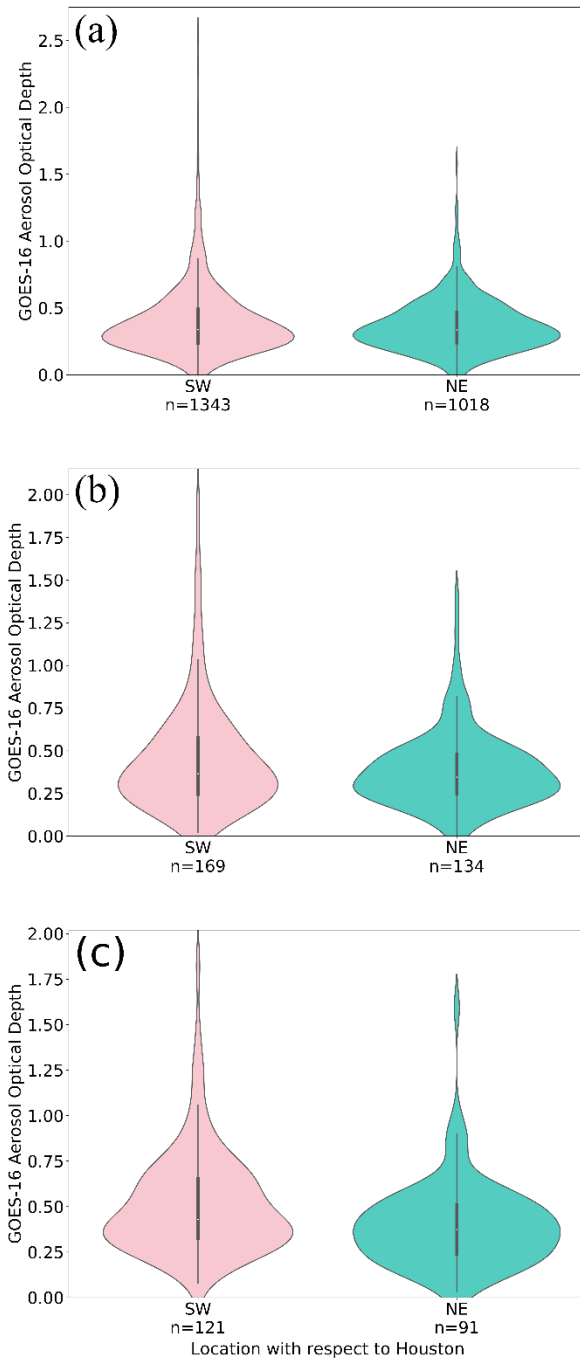 (a)
GOES-16 Aerosol Optical Depth
2.5
2.0
1.5
1.0
0.5
0.0
SW NE
n=1343 n=1018
(b)
GOES-16 Aerosol Optical Depth
2.00
1.75
1.50
1.25
1.00
0.75
0.50
0.25
0.00
SW NE
n=169 n=134
(c)
GOES-16 Aerosol Optical Depth
2.00
1.75
1.50
1.25
1.00
0.75
0.50
0.25
0.00
SW NE
n=121 n=91
Location with respect to Houston